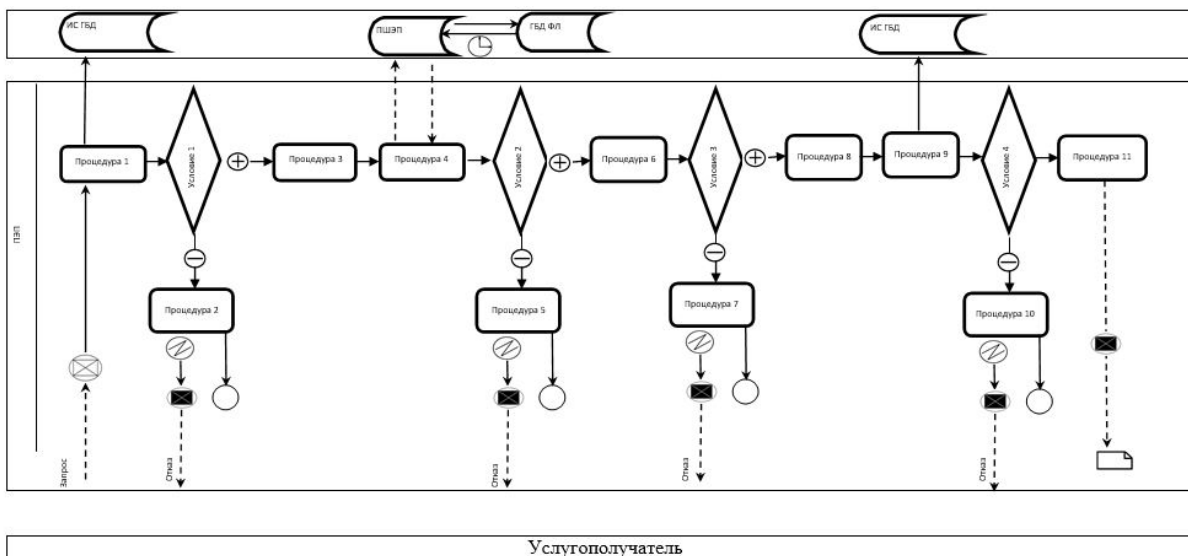 ИС ГБД
ПШЭП
ГБД ФЛ
ИС ГБД
ПЭП
Процедура 1
Условие 1
Процедура 3
Процедура 4
Условие 2
Процедура 6
Условие 3
Процедура 8
Процедура 9
Условие 4
Процедура 11
Процедура 2
Процедура 5
Процедура 7
Процедура 10
Запрос
Отказ
Отказ
Отказ
Отказ
Услугополучатель